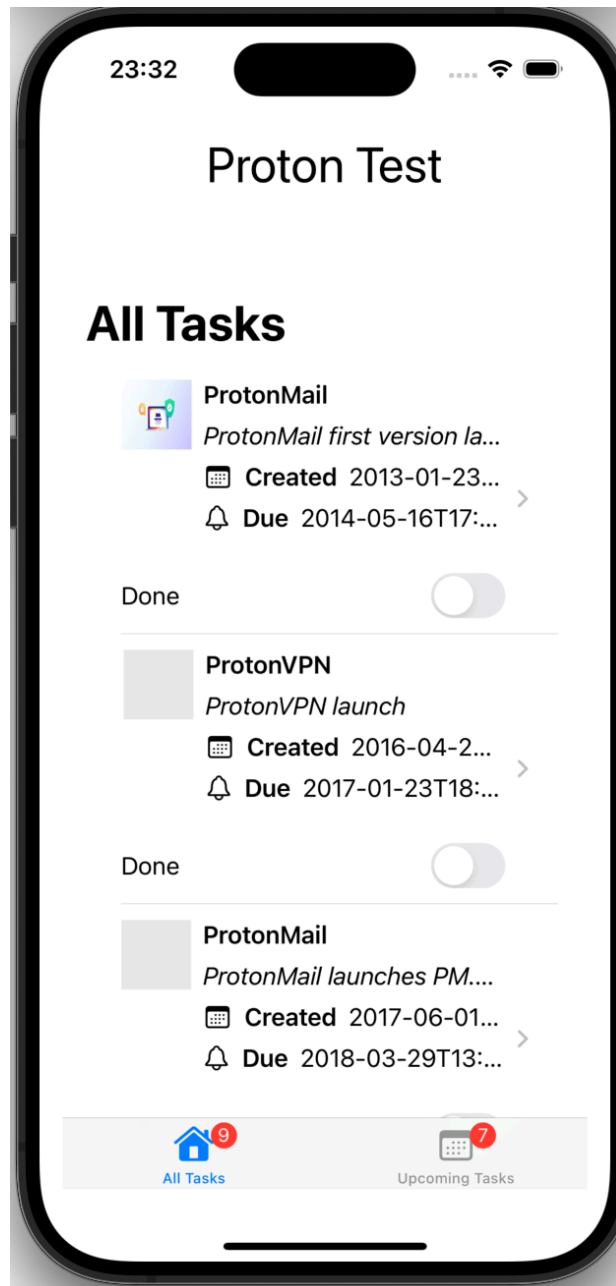 23:32
Proton Test
All Tasks
ProtonMail
ProtonMail first version la...
Created 2013-01-23...
Due 2014-05-16T17:...
Done
ProtonVPN
ProtonVPN launch
Created 2016-04-2...
Due 2017-01-23T18:...
Done
ProtonMail
ProtonMail launches PM....
Created 2017-06-01...
Due 2018-03-29T13:...
9
7
All Tasks
Upcoming Tasks